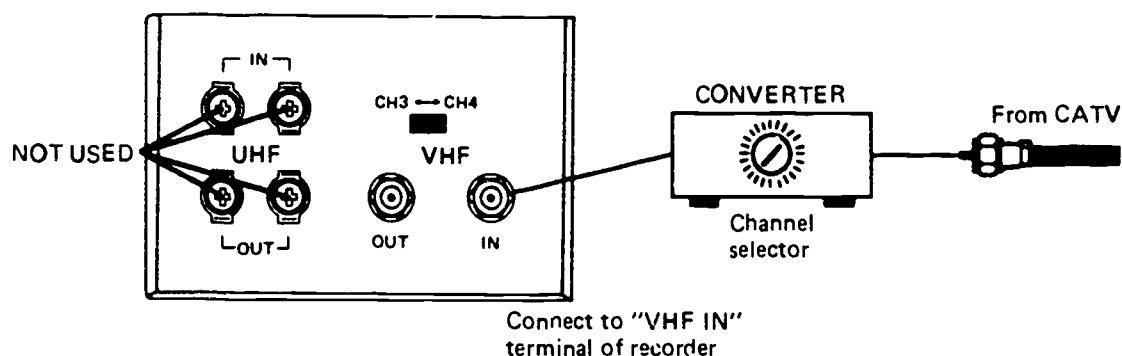 IN
CH3 ↔ CH4
CONVERTER
From CATV
NOT USED
UHF
VHF
OUT
OUT
IN
Channel
selector
Connect to "VHF IN"
terminal of recorder